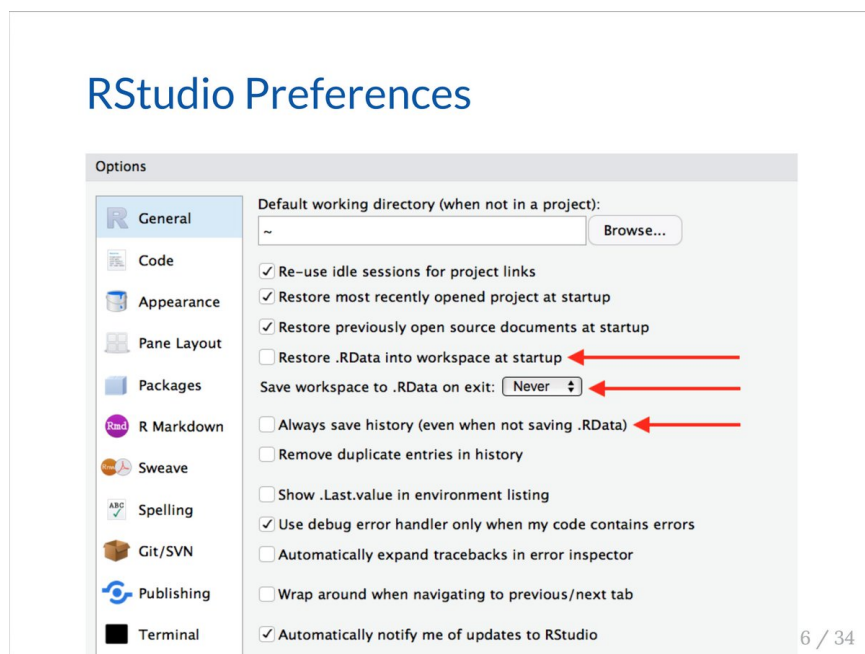 RStudio Preferences
Options
General
Code
Appearance
Pane Layout
Packages
Rmd R Markdown
Sweave
ABC Spelling
Git/SVN
Publishing
Terminal
Default working directory (when not in a project):
~ Browse...
Re-use idle sessions for project links
Restore most recently opened project at startup
Restore previously open source documents at startup
Restore .RData into workspace at startup
Save workspace to .RData on exit: Never
Always save history (even when not saving .RData)
Remove duplicate entries in history
Show .Last.value in environment listing
Use debug error handler only when my code contains errors
Automatically expand tracebacks in error inspector
Wrap around when navigating to previous/next tab
Automatically notify me of updates to RStudio
6 / 34